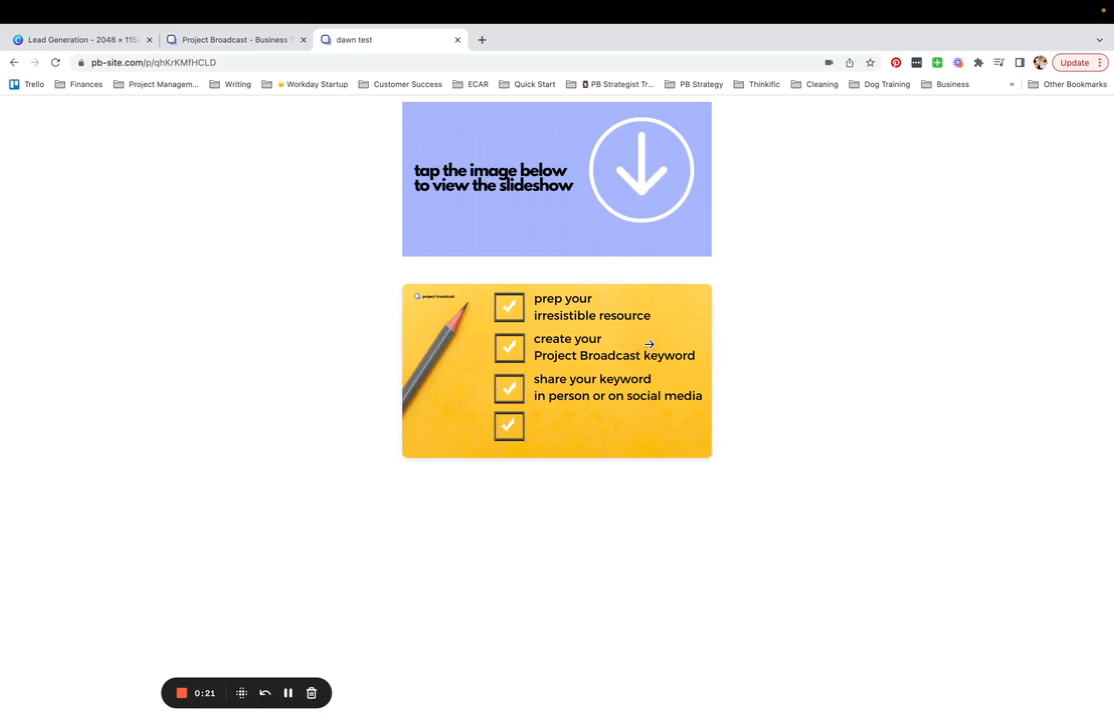 Lead Generation - 2048 × 115
Project Broadcast - Business T
dawn test
pb-site.com/p/qhKrKMfHCLD
Update
Trello
Finances
Project Managem...
Writing
Workday Startup
Customer Success
ECAR
Quick Start
PB Strategist Tr...
PB Strategy
Thinkific
Cleaning
Dog Training
Business
»
Other Bookmarks
tap the image below
to view the slideshow
project broadcast
prep your
irresistible resource
create your
Project Broadcast keyword
share your keyword
in person or on social media
0:21